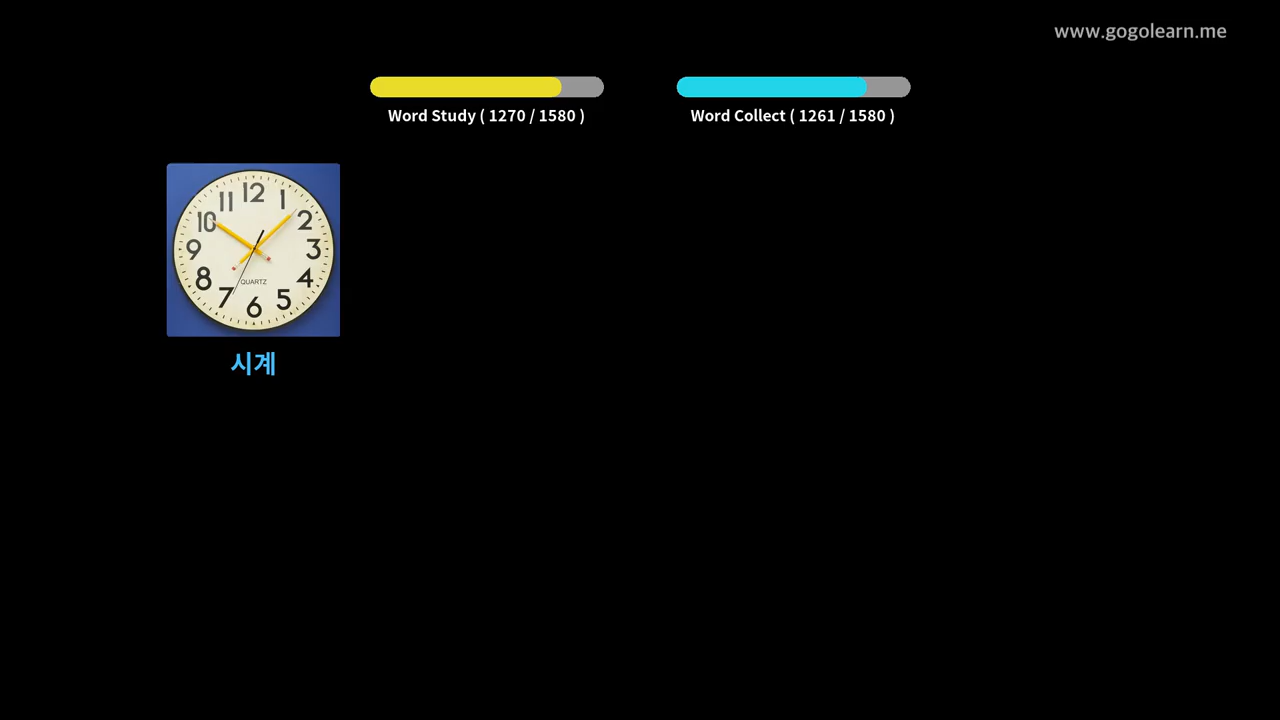 www.gogolearn.me
Word Study ( 1270 / 1580 )
Word Collect ( 1261 / 1580 )
12
1
2
3
4
5
6
7
8
9
10
11
QUARTZ
시계